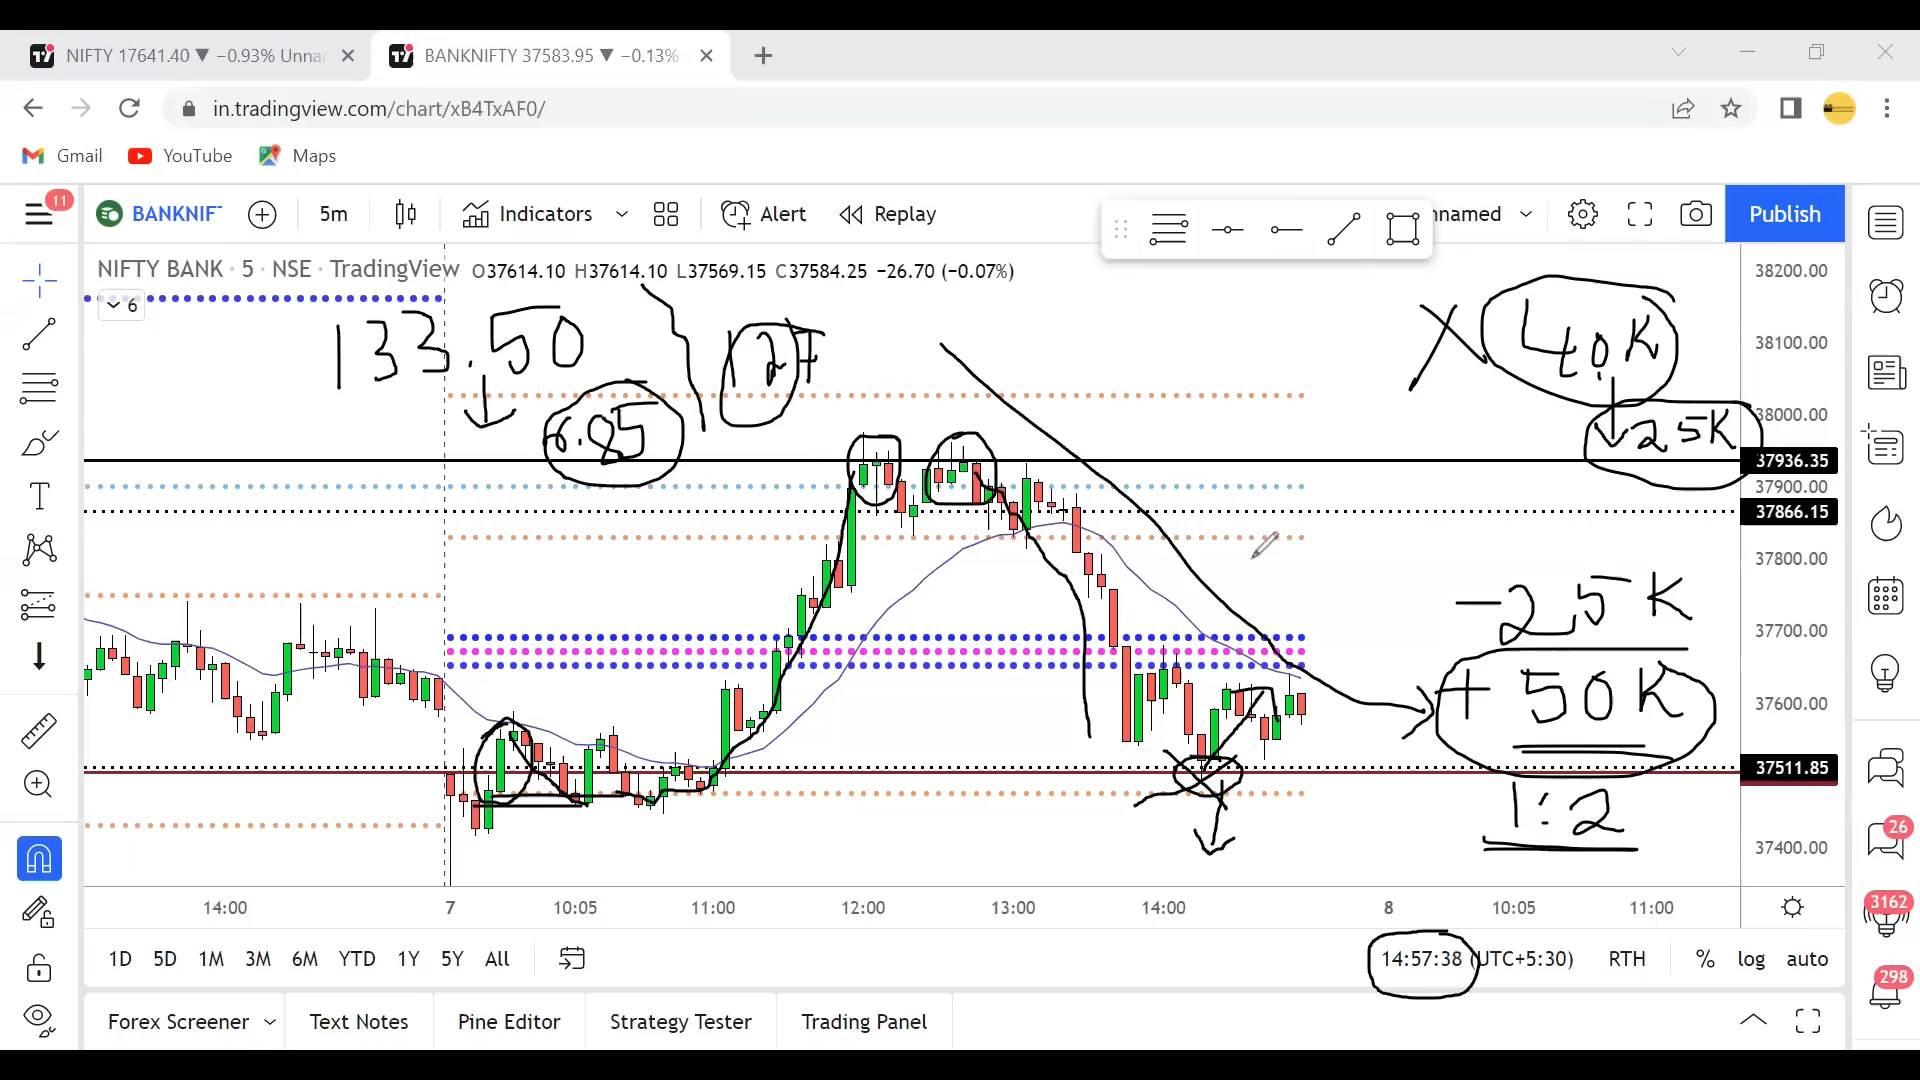 NIFTY 17641.40 ▼ −0.93% Unnar
BANKNIFTY 37583.95 ▼ −0.13%
in.tradingview.com/chart/xB4TxAF0/
Gmail YouTube Maps
11
BANKNIF
5m
Indicators
Alert
Replay
nnamed
Publish
NIFTY BANK · 5 · NSE · TradingView O37614.10 H37614.10 L37569.15 C37584.25 −26.70 (−0.07%)
6
133.50
6.85
127
X 40K
25K
-25K
+50K
1:2
38200.00
38100.00
38000.00
37936.35
37900.00
37866.15
37800.00
37700.00
37600.00
37511.85
37400.00
14:00 7 10:05 11:00 12:00 13:00 14:00 8 10:05 11:00
1D 5D 1M 3M 6M YTD 1Y 5Y All
14:57:38 (UTC+5:30) RTH % log auto
Forex Screener Text Notes Pine Editor Strategy Tester Trading Panel
26
3162
298